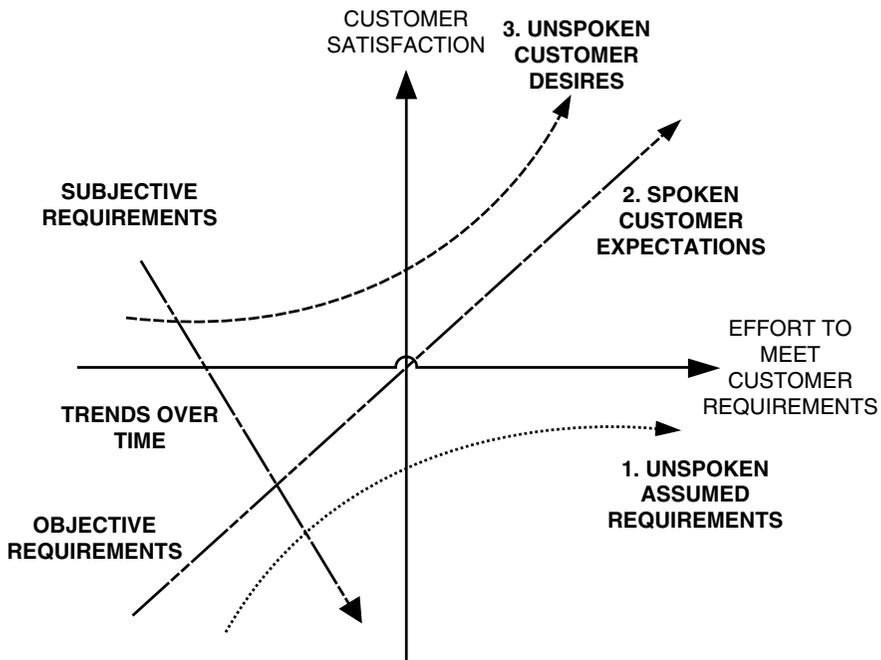 CUSTOMER
SATISFACTION
3. UNSPOKEN
CUSTOMER
DESIRES
SUBJECTIVE
REQUIREMENTS
2. SPOKEN
CUSTOMER
EXPECTATIONS
EFFORT TO
MEET
CUSTOMER
REQUIREMENTS
TRENDS OVER
TIME
1. UNSPOKEN
ASSUMED
REQUIREMENTS
OBJECTIVE
REQUIREMENTS